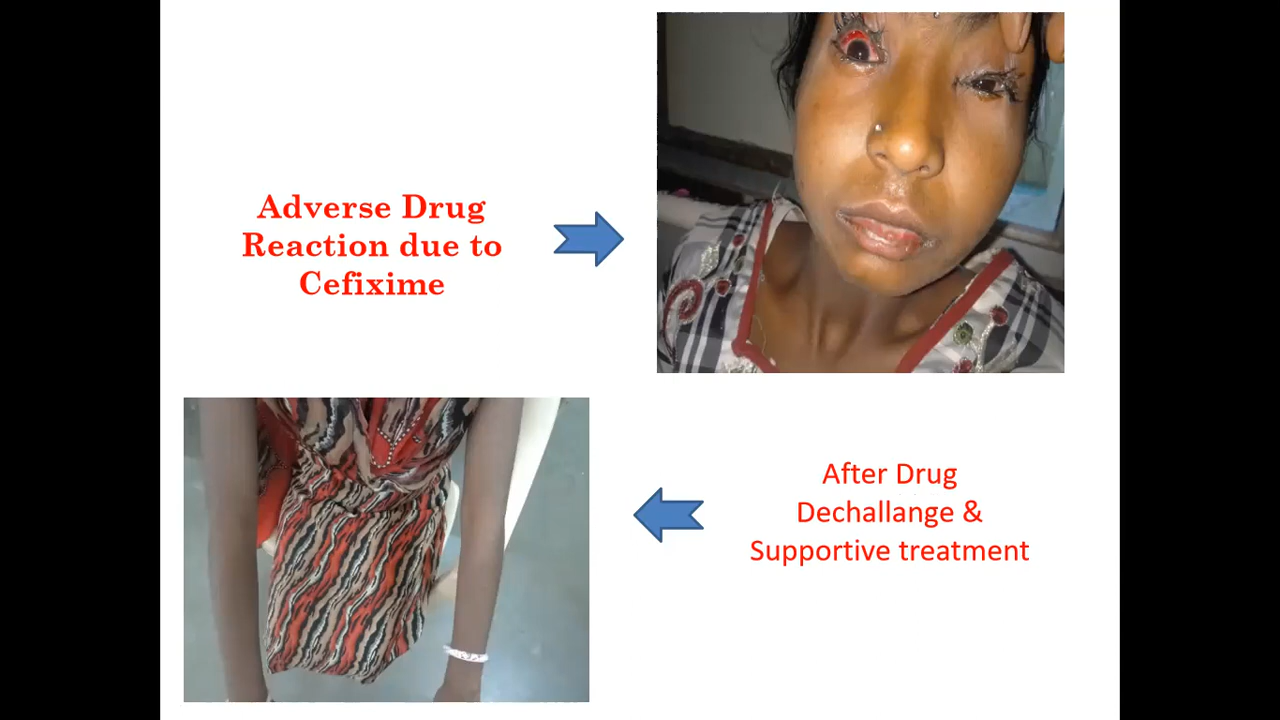 Adverse Drug
Reaction due to
Cefixime
After Drug
Dechallange &
Supportive treatment